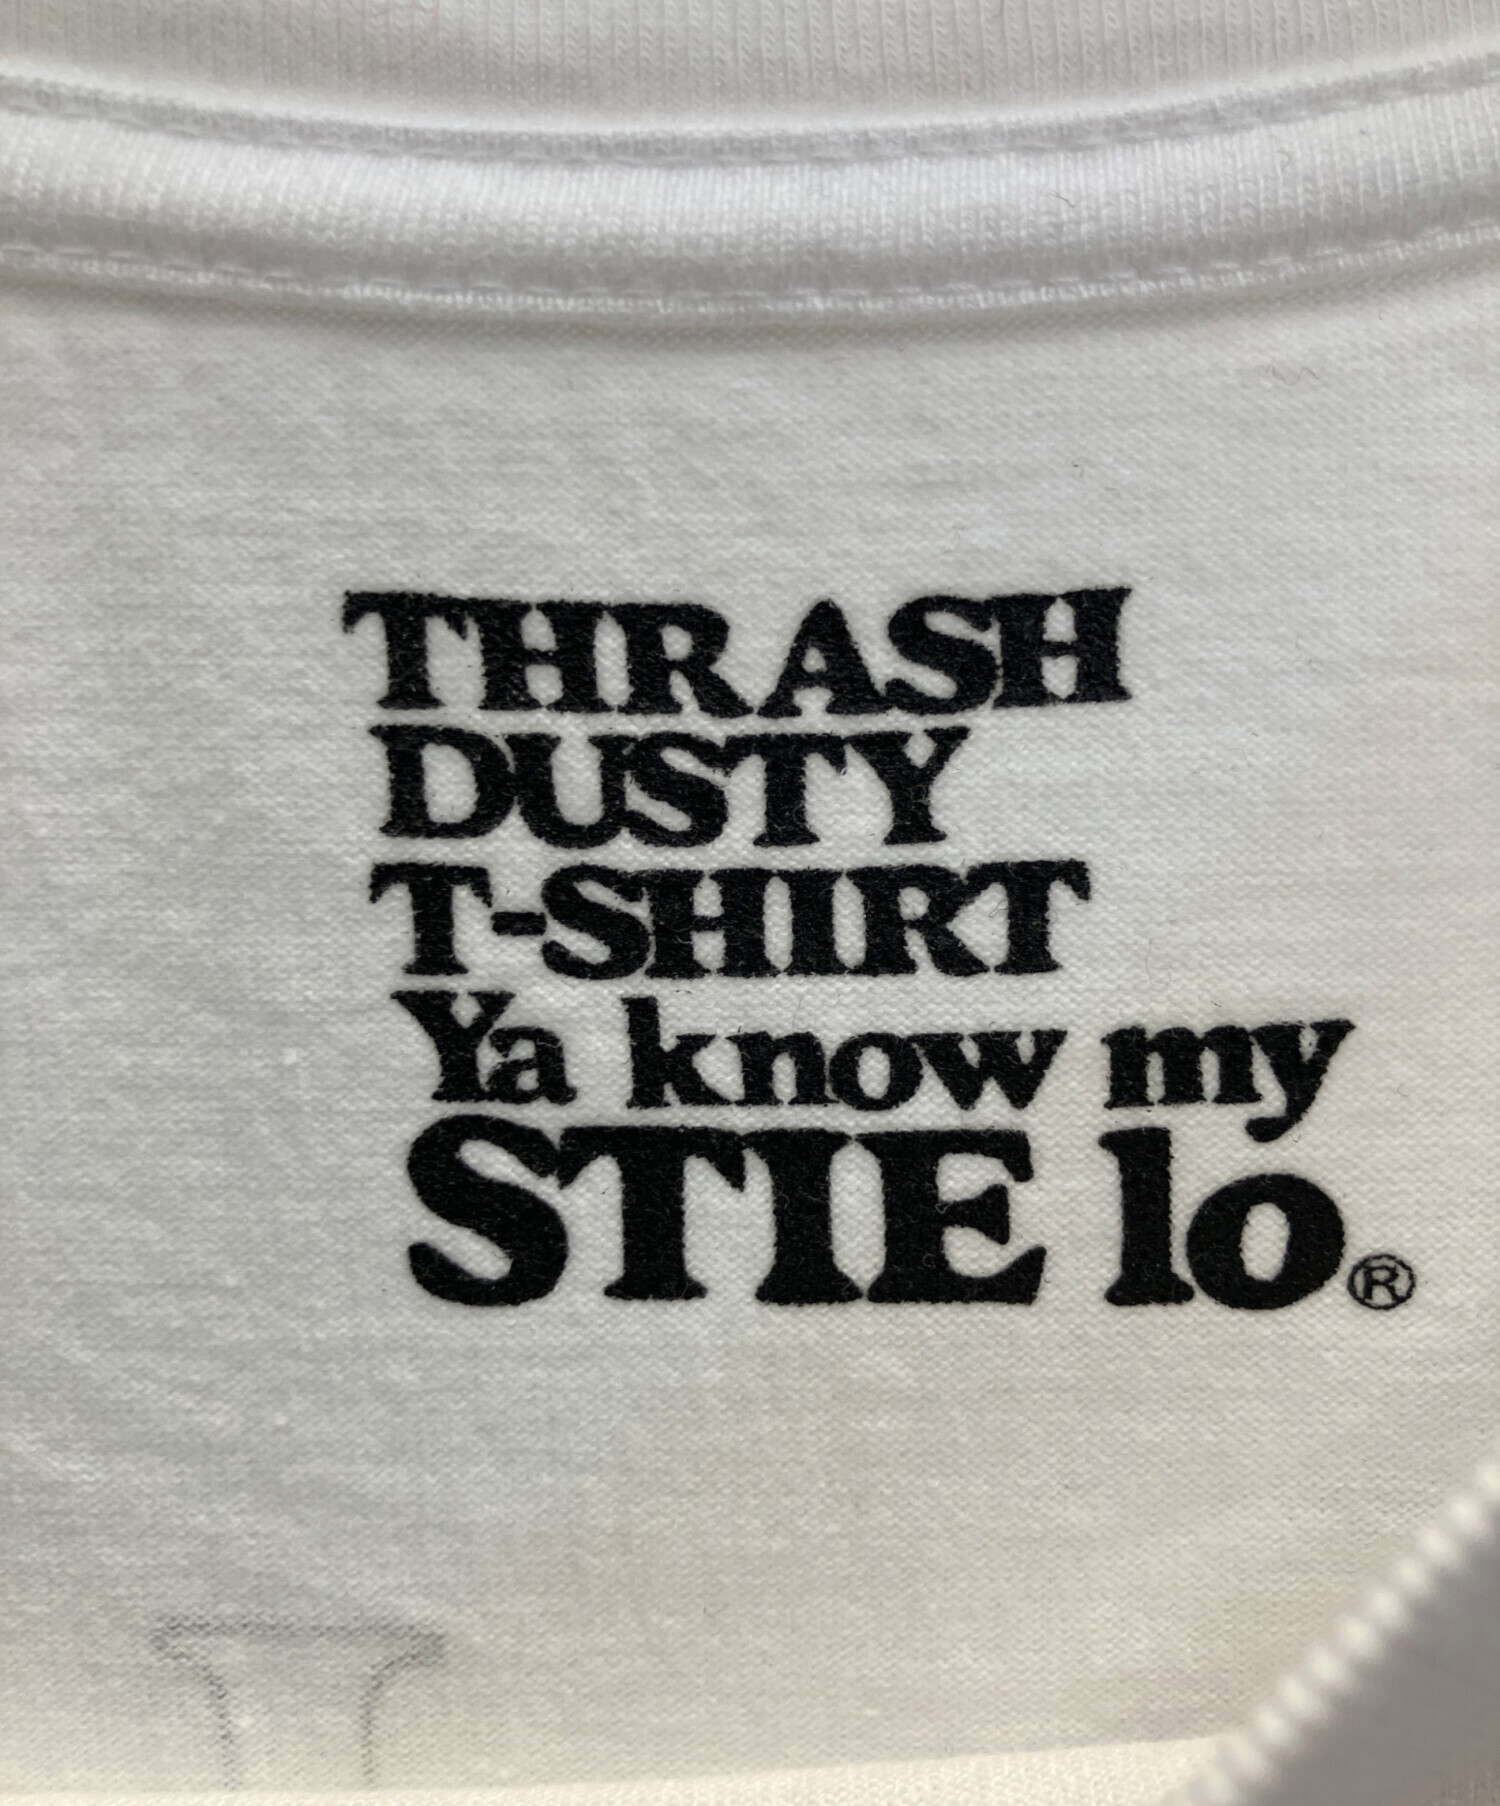 THRASH
DUSTY
T-SHIRT
Ya know my
STIE lo®